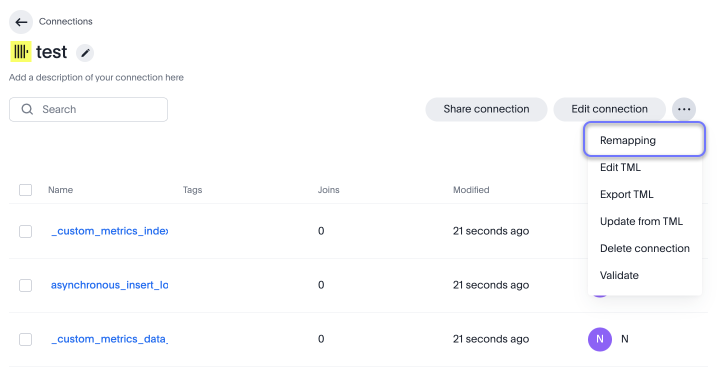 Connections
test
Add a description of your connection here
Search
Share connection
Edit connection
Remapping
Edit TML
Export TML
Update from TML
Delete connection
Validate
Name Tags Joins Modified
_custom_metrics_index 0 21 seconds ago
asynchronous_insert_lo 0 21 seconds ago
_custom_metrics_data_ 0 21 seconds ago N N